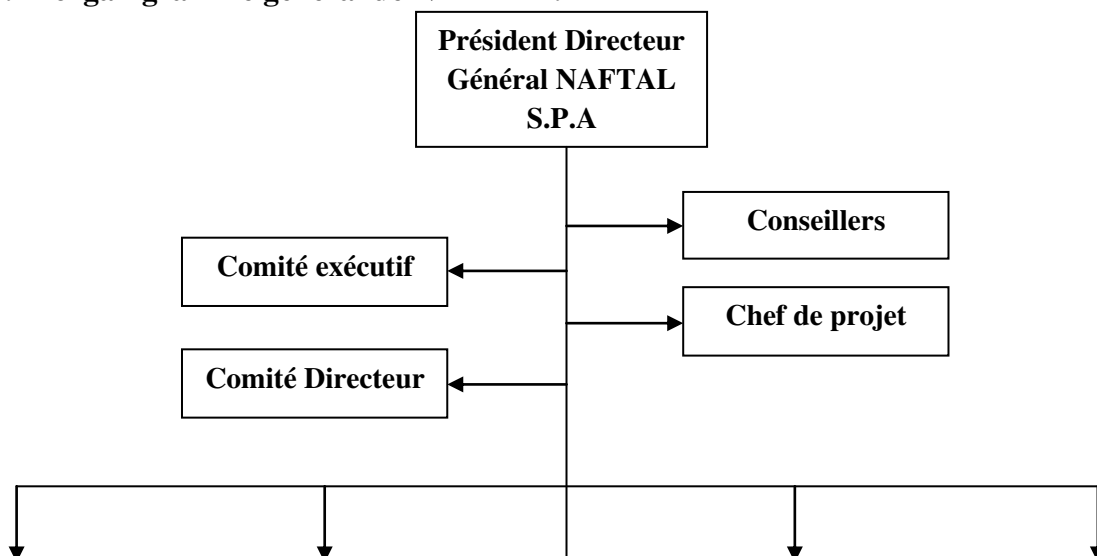 Président Directeur
Général NAFTAL
S.P.A
Conseillers
Comité exécutif
Chef de projet
Comité Directeur